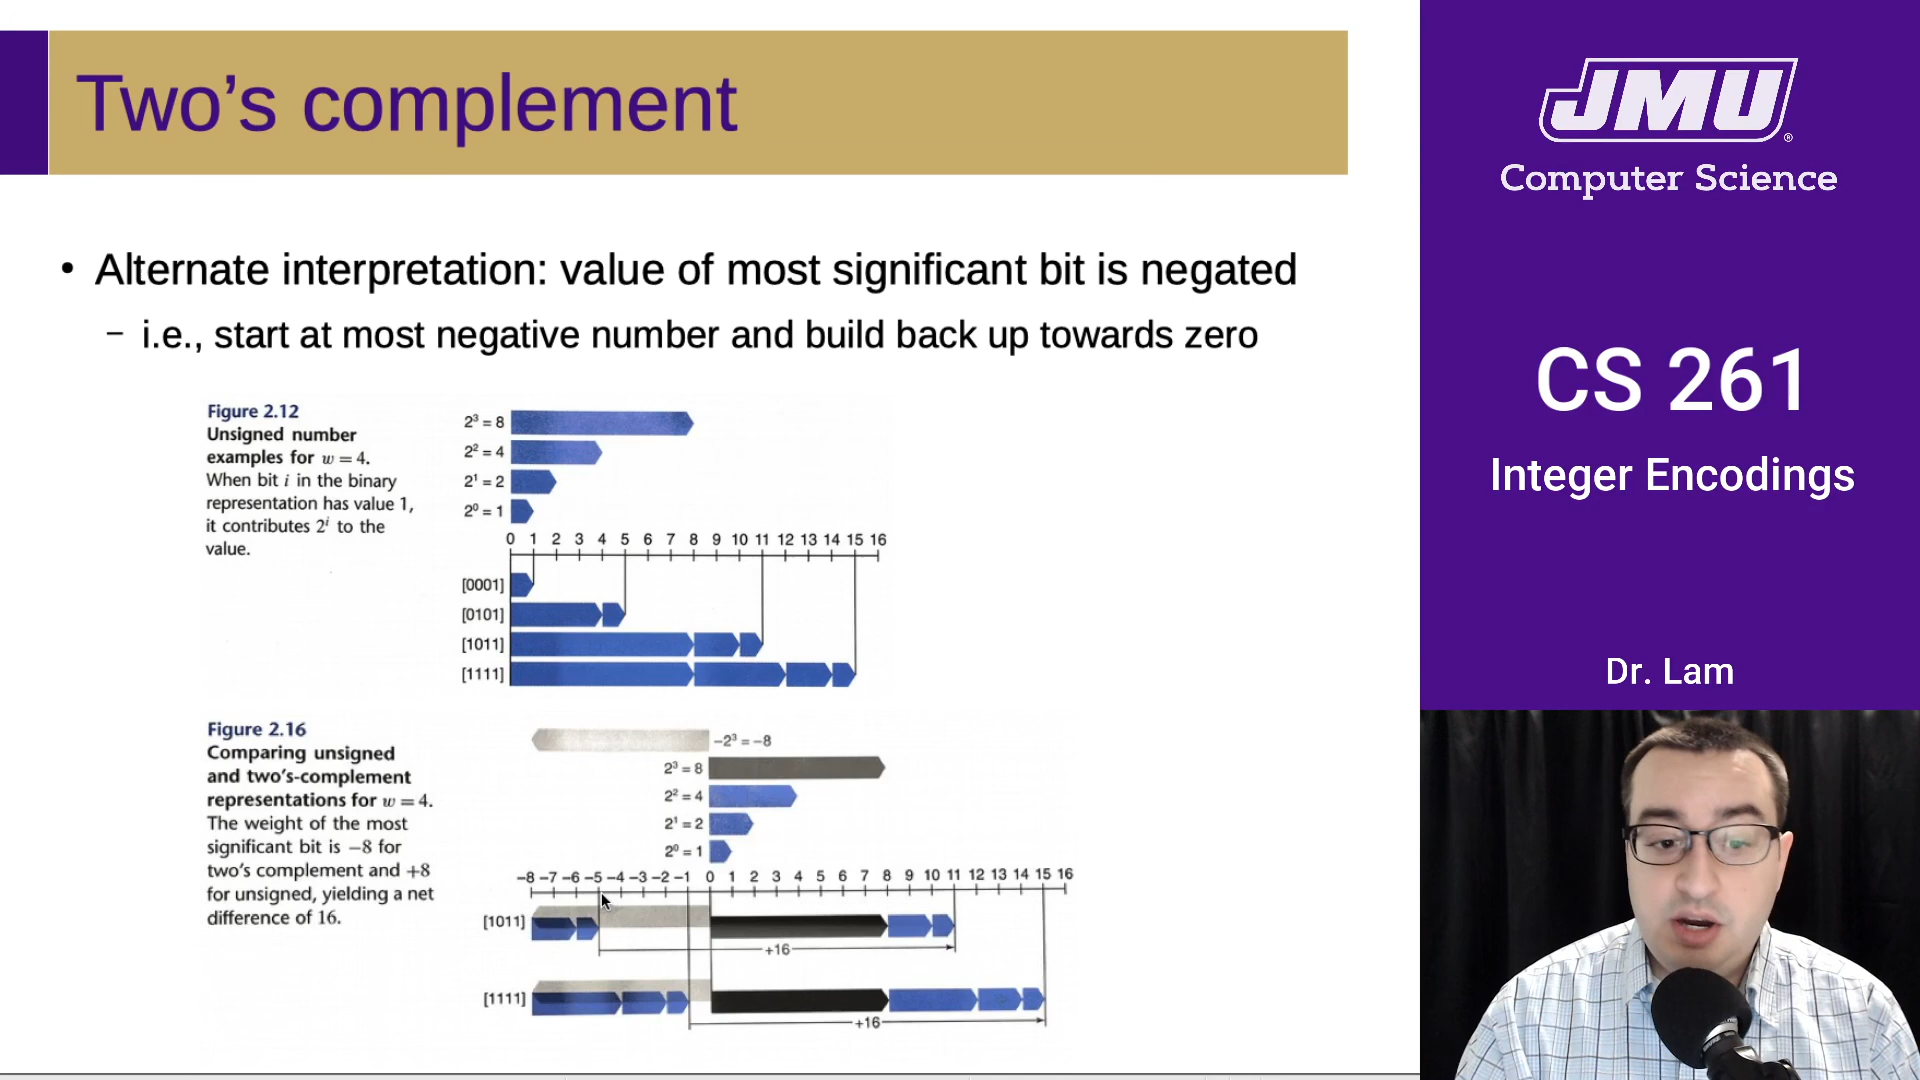 Two’s complement
• Alternate interpretation: value of most significant bit is negated
– i.e., start at most negative number and build back up towards zero
Figure 2.12
Unsigned number
examples for w = 4.
When bit i in the binary
representation has value 1,
it contributes 2ⁱ to the
value.
2³ = 8
2² = 4
2¹ = 2
2⁰ = 1
0 1 2 3 4 5 6 7 8 9 10 11 12 13 14 15 16
[0001]
[0101]
[1011]
[1111]
Figure 2.16
Comparing unsigned
and two’s-complement
representations for w = 4.
The weight of the most
significant bit is −8 for
two’s complement and +8
for unsigned, yielding a net
difference of 16.
−2³ = −8
2³ = 8
2² = 4
2¹ = 2
2⁰ = 1
−8 −7 −6 −5 −4 −3 −2 −1 0 1 2 3 4 5 6 7 8 9 10 11 12 13 14 15 16
[1011]
+16
[1111]
+16
JMU®
Computer Science
CS 261
Integer Encodings
Dr. Lam